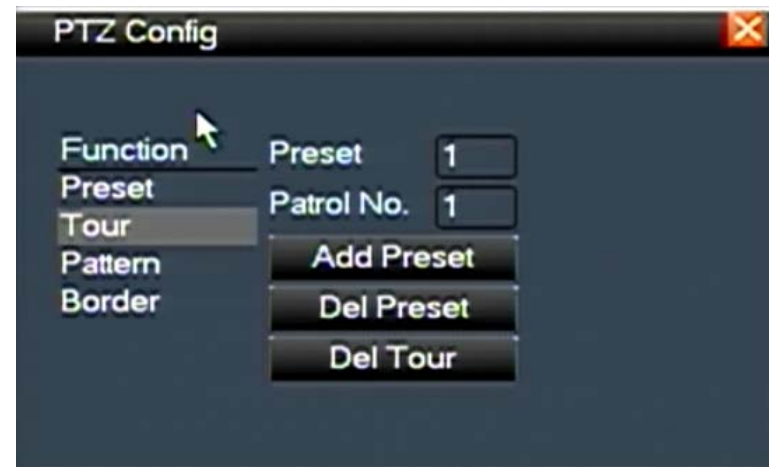 PTZ Config
Function
Preset
Tour
Pattern
Border
Preset 1
Patrol No. 1
Add Preset
Del Preset
Del Tour